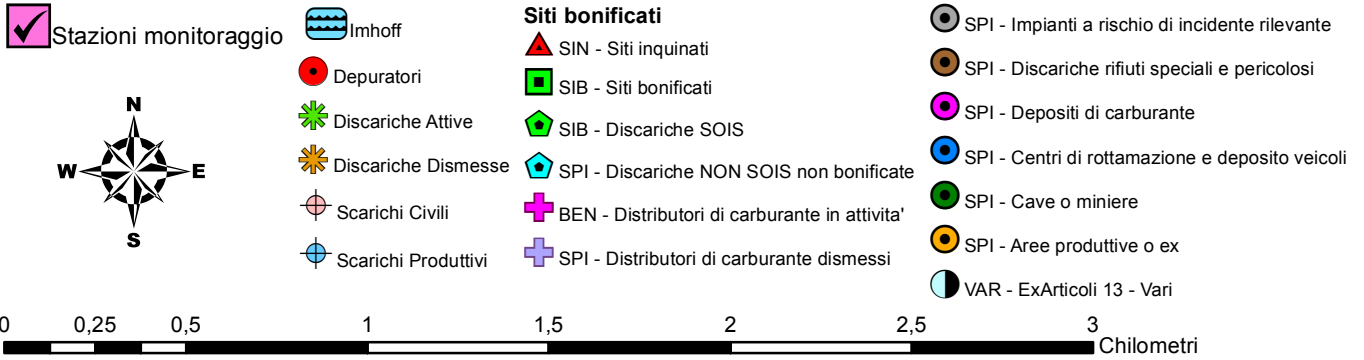 Stazioni monitoraggio
N
W
E
S
Imhoff
Depuratori
Discariche Attive
Discariche Dismesse
Scarichi Civili
Scarichi Produttivi
Siti bonificati
SIN - Siti inquinati
SIB - Siti bonificati
SIB - Discariche SOIS
SPI - Discariche NON SOIS non bonificate
BEN - Distributori di carburante in attivita'
SPI - Distributori di carburante dismessi
SPI - Impianti a rischio di incidente rilevante
SPI - Discariche rifiuti speciali e pericolosi
SPI - Depositi di carburante
SPI - Centri di rottamazione e deposito veicoli
SPI - Cave o miniere
SPI - Aree produttive o ex
VAR - ExArticoli 13 - Vari
0 0,25 0,5 1 1,5 2 2,5 3
Chilometri